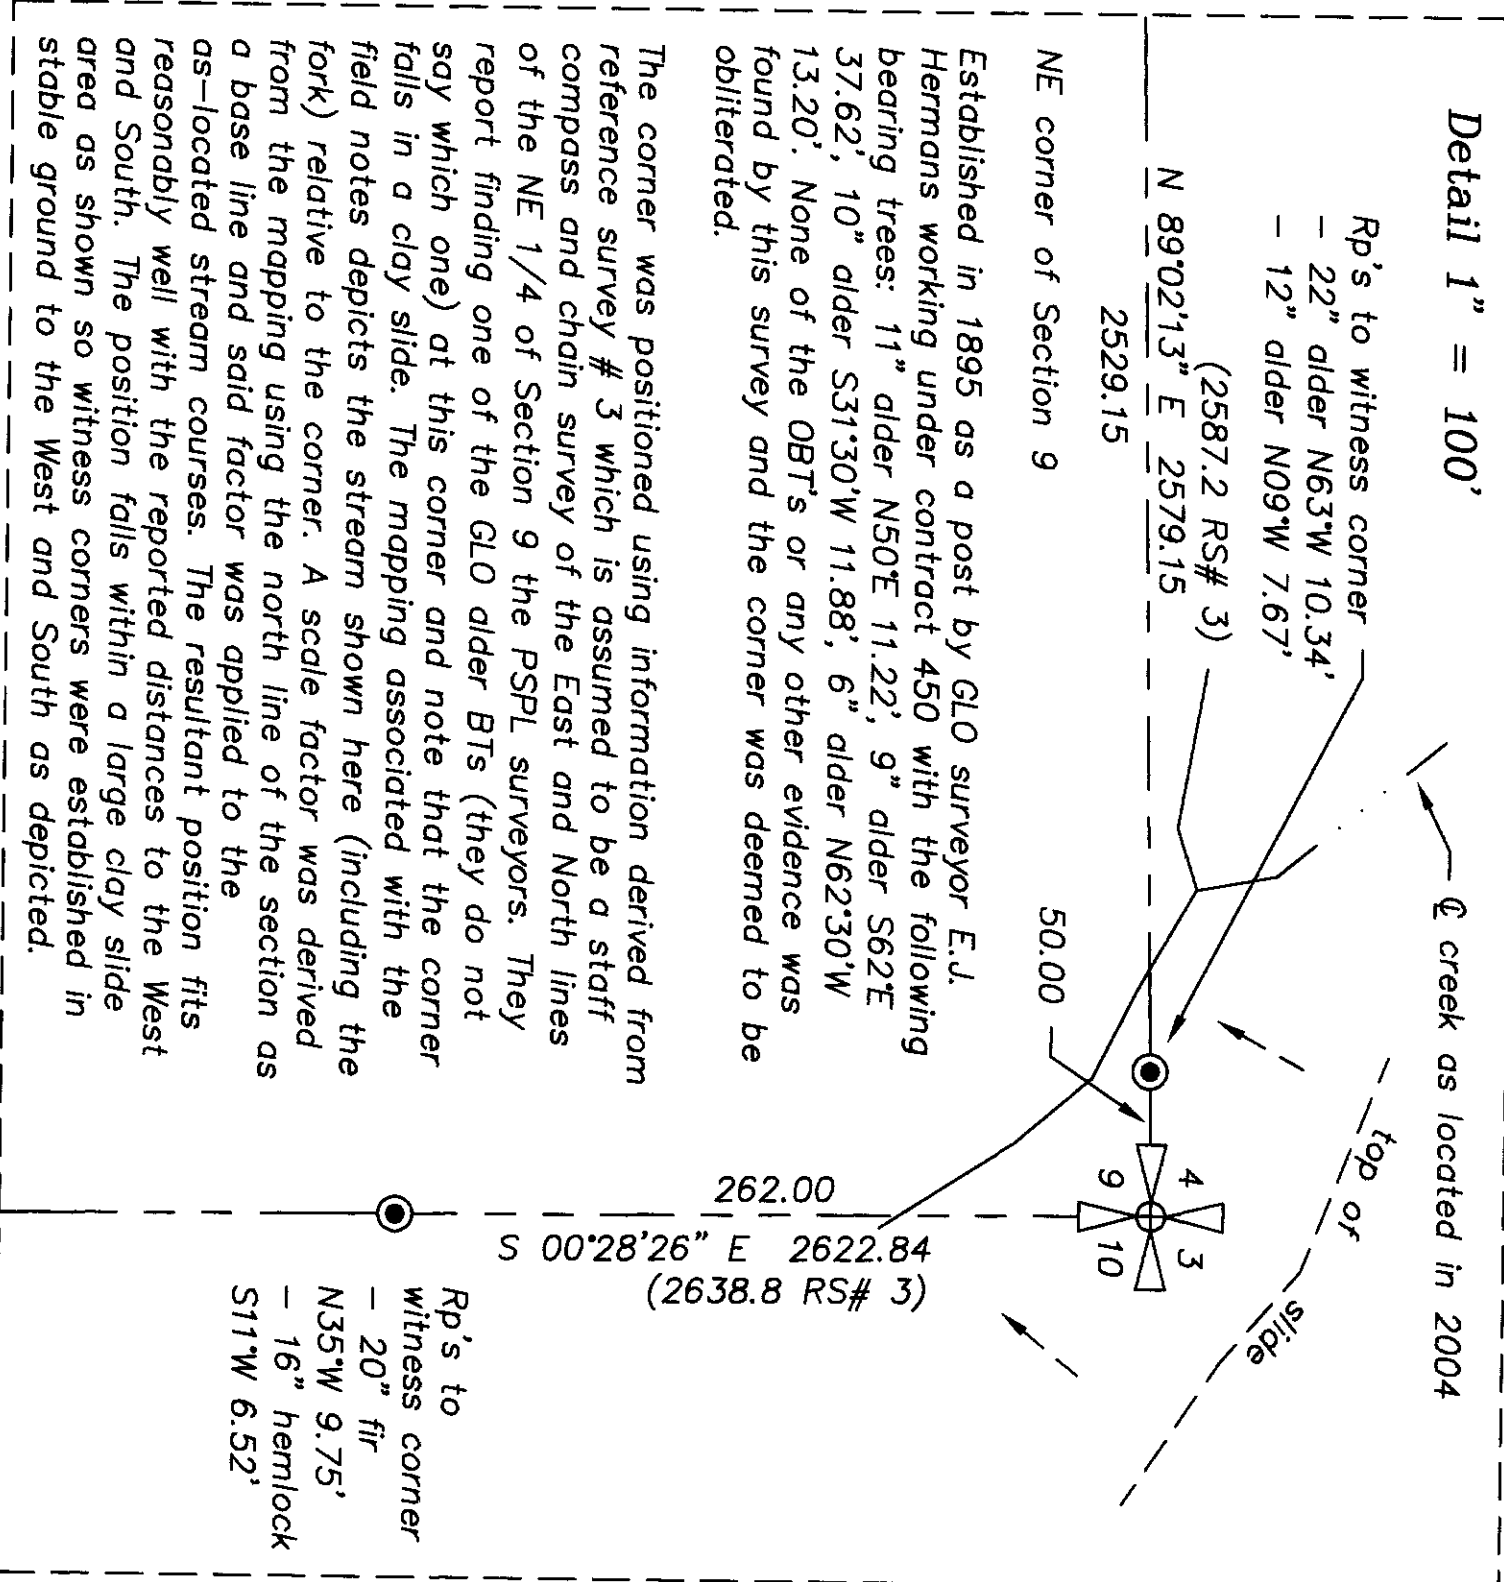 Detail 1" = 100'
℄ creek as located in 2004
Rp's to witness corner
- 22" alder N63°W 10.34'
- 12" alder N09°W 7.67'
(2587.2 RS# 3)
N 89°02'13" E 2579.15
2529.15
top of
slide
4
3
9
10
50.00
NE corner of Section 9
Established in 1895 as a post by GLO surveyor E.J.
Hermans working under contract 450 with the following
bearing trees: 11" alder N50°E 11.22', 9" alder S62°E
37.62', 10" alder S31°30'W 11.88', 6" alder N62°30'W
13.20'. None of the OBT's or any other evidence was
found by this survey and the corner was deemed to be
obliterated.
262.00
S 00°28'26" E 2622.84
(2638.8 RS# 3)
The corner was positioned using information derived from
reference survey # 3 which is assumed to be a staff
compass and chain survey of the East and North lines
of the NE 1/4 of Section 9 the PSPL surveyors. They
report finding one of the GLO alder BTs (they do not
say which one) at this corner and note that the corner
falls in a clay slide. The mapping associated with the
field notes depicts the stream shown here (including the
fork) relative to the corner. A scale factor was derived
from the mapping using the north line of the section as
a base line and said factor was applied to the
as-located stream courses. The resultant position fits
reasonably well with the reported distances to the West
and South. The position falls within a large clay slide
area as shown so witness corners were established in
stable ground to the West and South as depicted.
Rp's to
witness corner
- 20" fir
N35°W 9.75'
- 16" hemlock
S11°W 6.52'